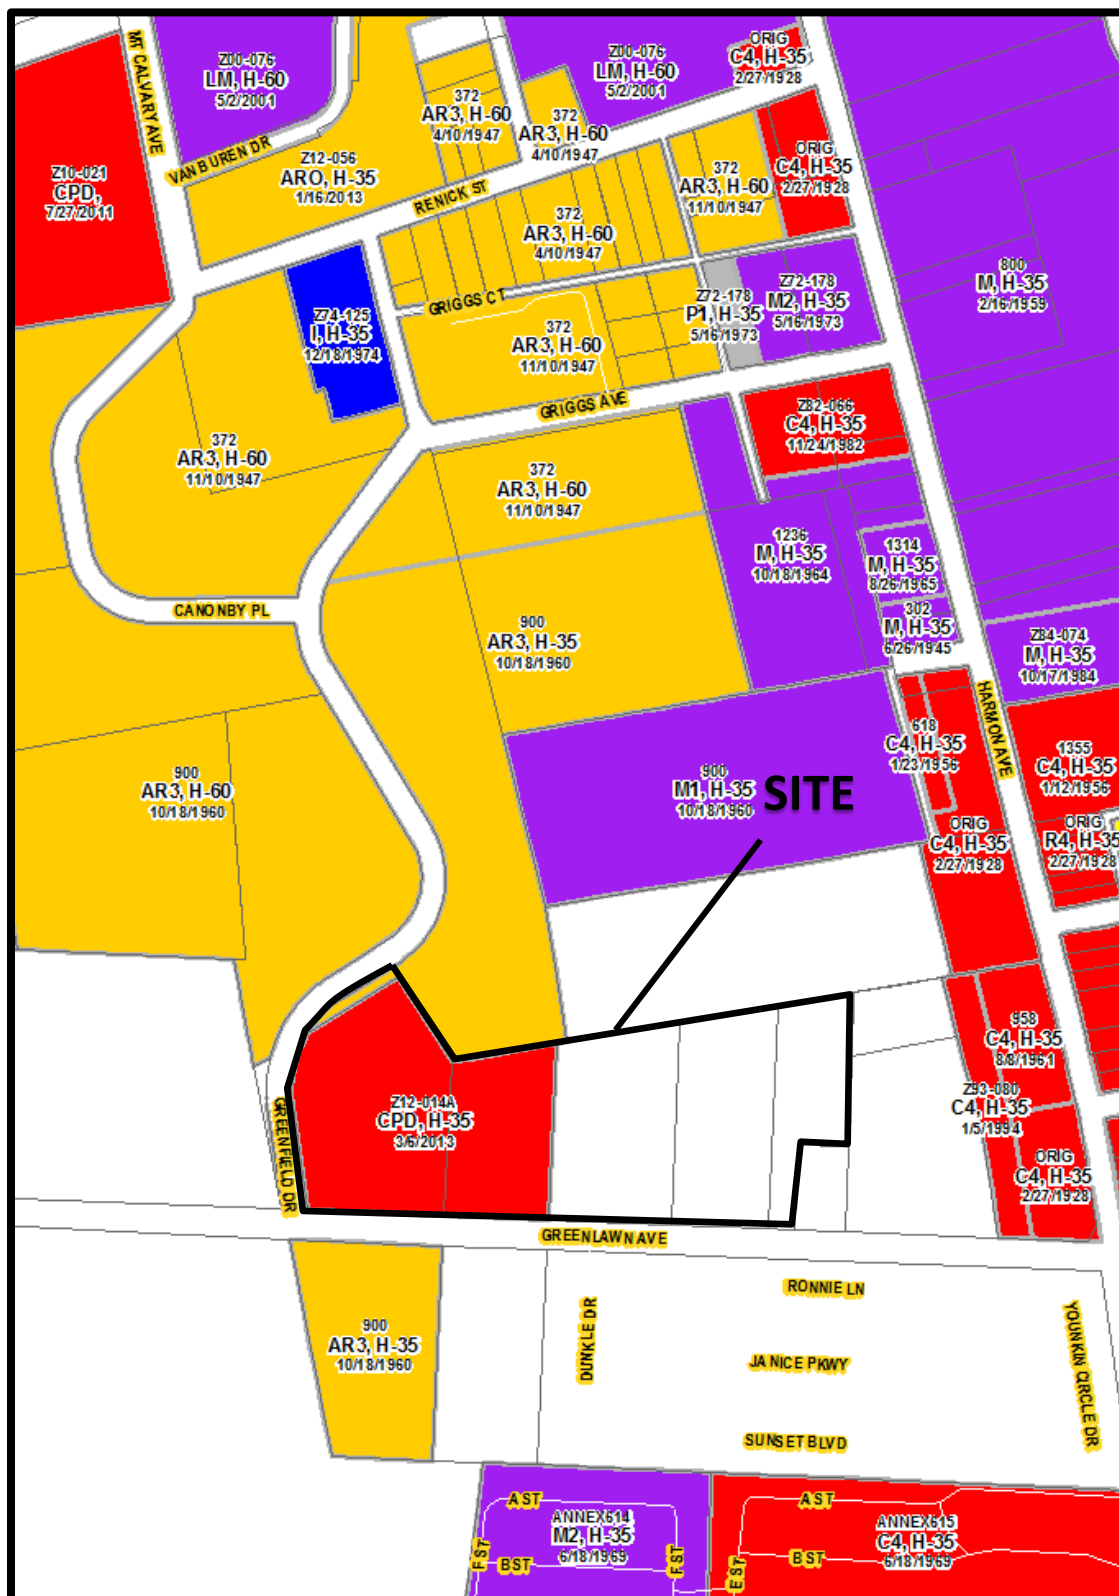 MT CALVARY AVE
Z00-076
LM, H-60
5/2/2001
Z00-076
LM, H-60
5/2/2001
ORIG
C4, H-35
2/27/1928
372
AR3, H-60
4/10/1947
372
AR3, H-60
4/10/1947
VAN BUREN DR
Z10-021
CPD,
7/27/2011
Z12-056
ARO, H-35
1/16/2013
RENICK ST
372
AR3, H-60
11/10/1947
ORIG
C4, H-35
2/27/1928
372
AR3, H-60
4/10/1947
GRIGGS CT
Z74-125
I, H-35
12/18/1974
Z72-178
P1, H-35
5/16/1973
Z72-178
M2, H-35
5/16/1973
800
M, H-35
2/16/1959
372
AR3, H-60
11/10/1947
GRIGGS AVE
Z82-066
C4, H-35
11/24/1982
372
AR3, H-60
11/10/1947
372
AR3, H-60
11/10/1947
1236
M, H-35
10/18/1964
1314
M, H-35
8/26/1965
302
M, H-35
6/26/1945
CANONBY PL
900
AR3, H-35
10/18/1960
Z84-074
M, H-35
10/17/1984
HARMON AVE
618
C4, H-35
1/23/1956
1355
C4, H-35
1/12/1956
900
AR3, H-60
10/18/1960
900
M1, H-35
10/18/1960
SITE
ORIG
C4, H-35
2/27/1928
ORIG
R4, H-35
2/27/1928
958
C4, H-35
8/8/1961
Z93-080
C4, H-35
1/5/1994
Z12-014A
CPD, H-35
3/6/2013
GREENFIELD DR
ORIG
C4, H-35
2/27/1928
GREENLAWN AVE
RONNIE LN
DUNKLE DR
YOUNKIN CIRCLE DR
900
AR3, H-35
10/18/1960
JANICE PKWY
SUNSET BLVD
A ST
A ST
ANNEX614
M2, H-35
6/18/1969
ANNEX615
C4, H-35
6/18/1969
F ST
B ST
F ST
E ST
B ST